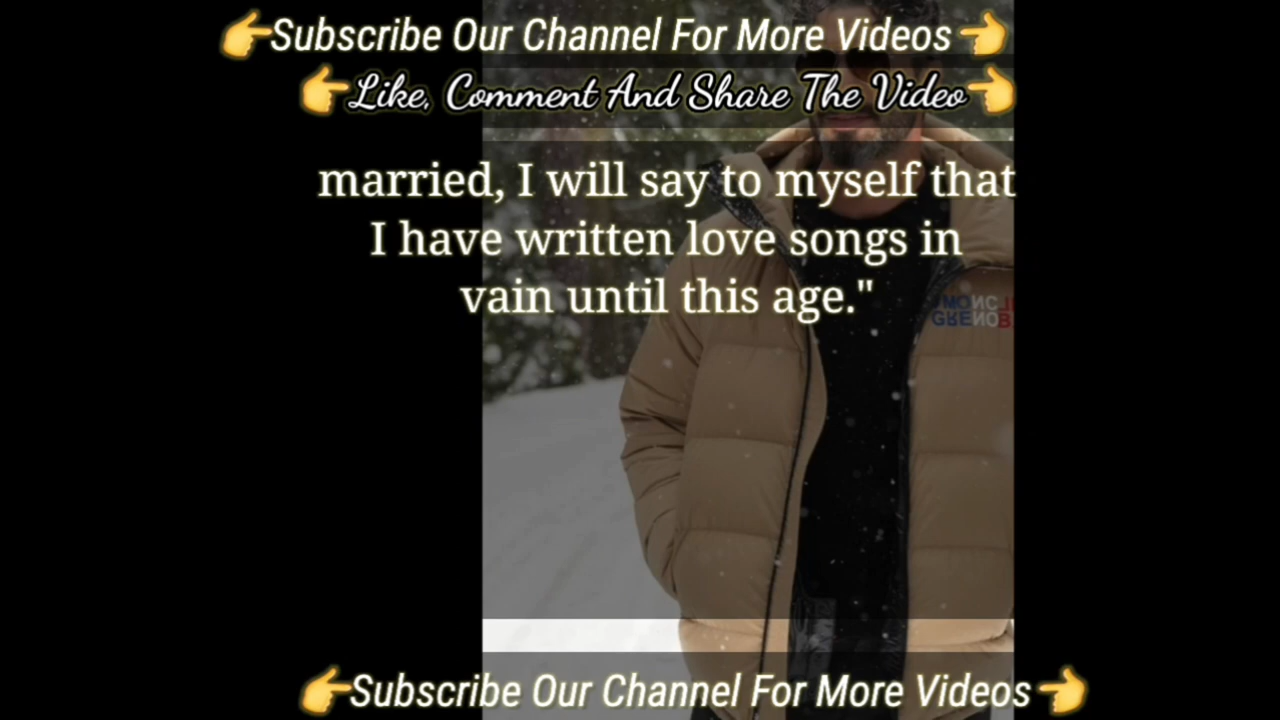 👉Subscribe Our Channel For More Videos👈
👉Like, Comment And Share The Video👈
married, I will say to myself that
I have written love songs in
vain until this age."
👉Subscribe Our Channel For More Videos👈